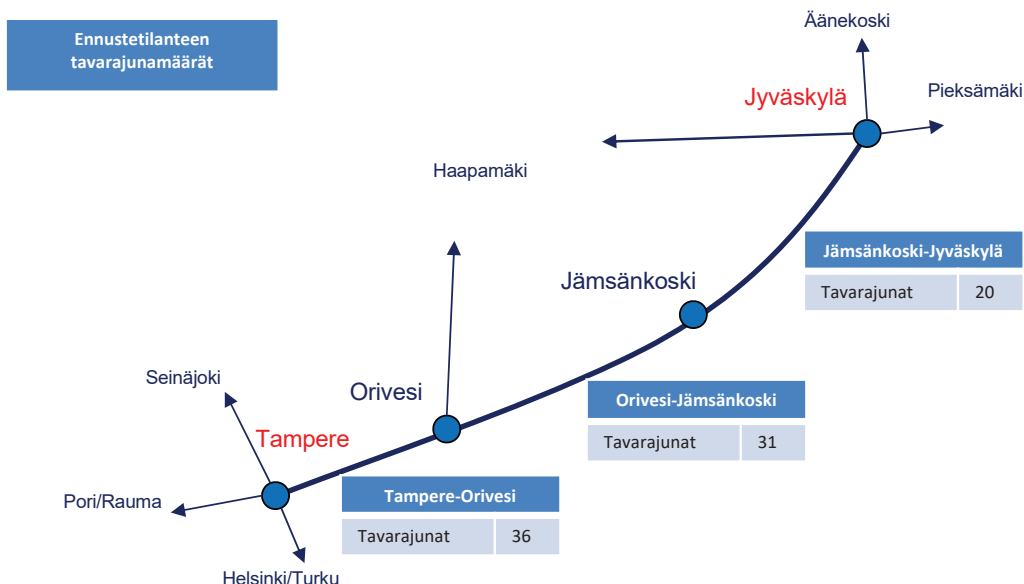 Ennustetilanteen
tavarajunamäärät
Äänekoski
Jyväskylä
Pieksämäki
Haapamäki
Jämsänkoski-Jyväskylä
Tavarajunat 20
Jämsänkoski
Seinäjoki
Orivesi
Orivesi-Jämsänkoski
Tavarajunat 31
Tampere
Pori/Rauma
Tampere-Orivesi
Tavarajunat 36
Helsinki/Turku